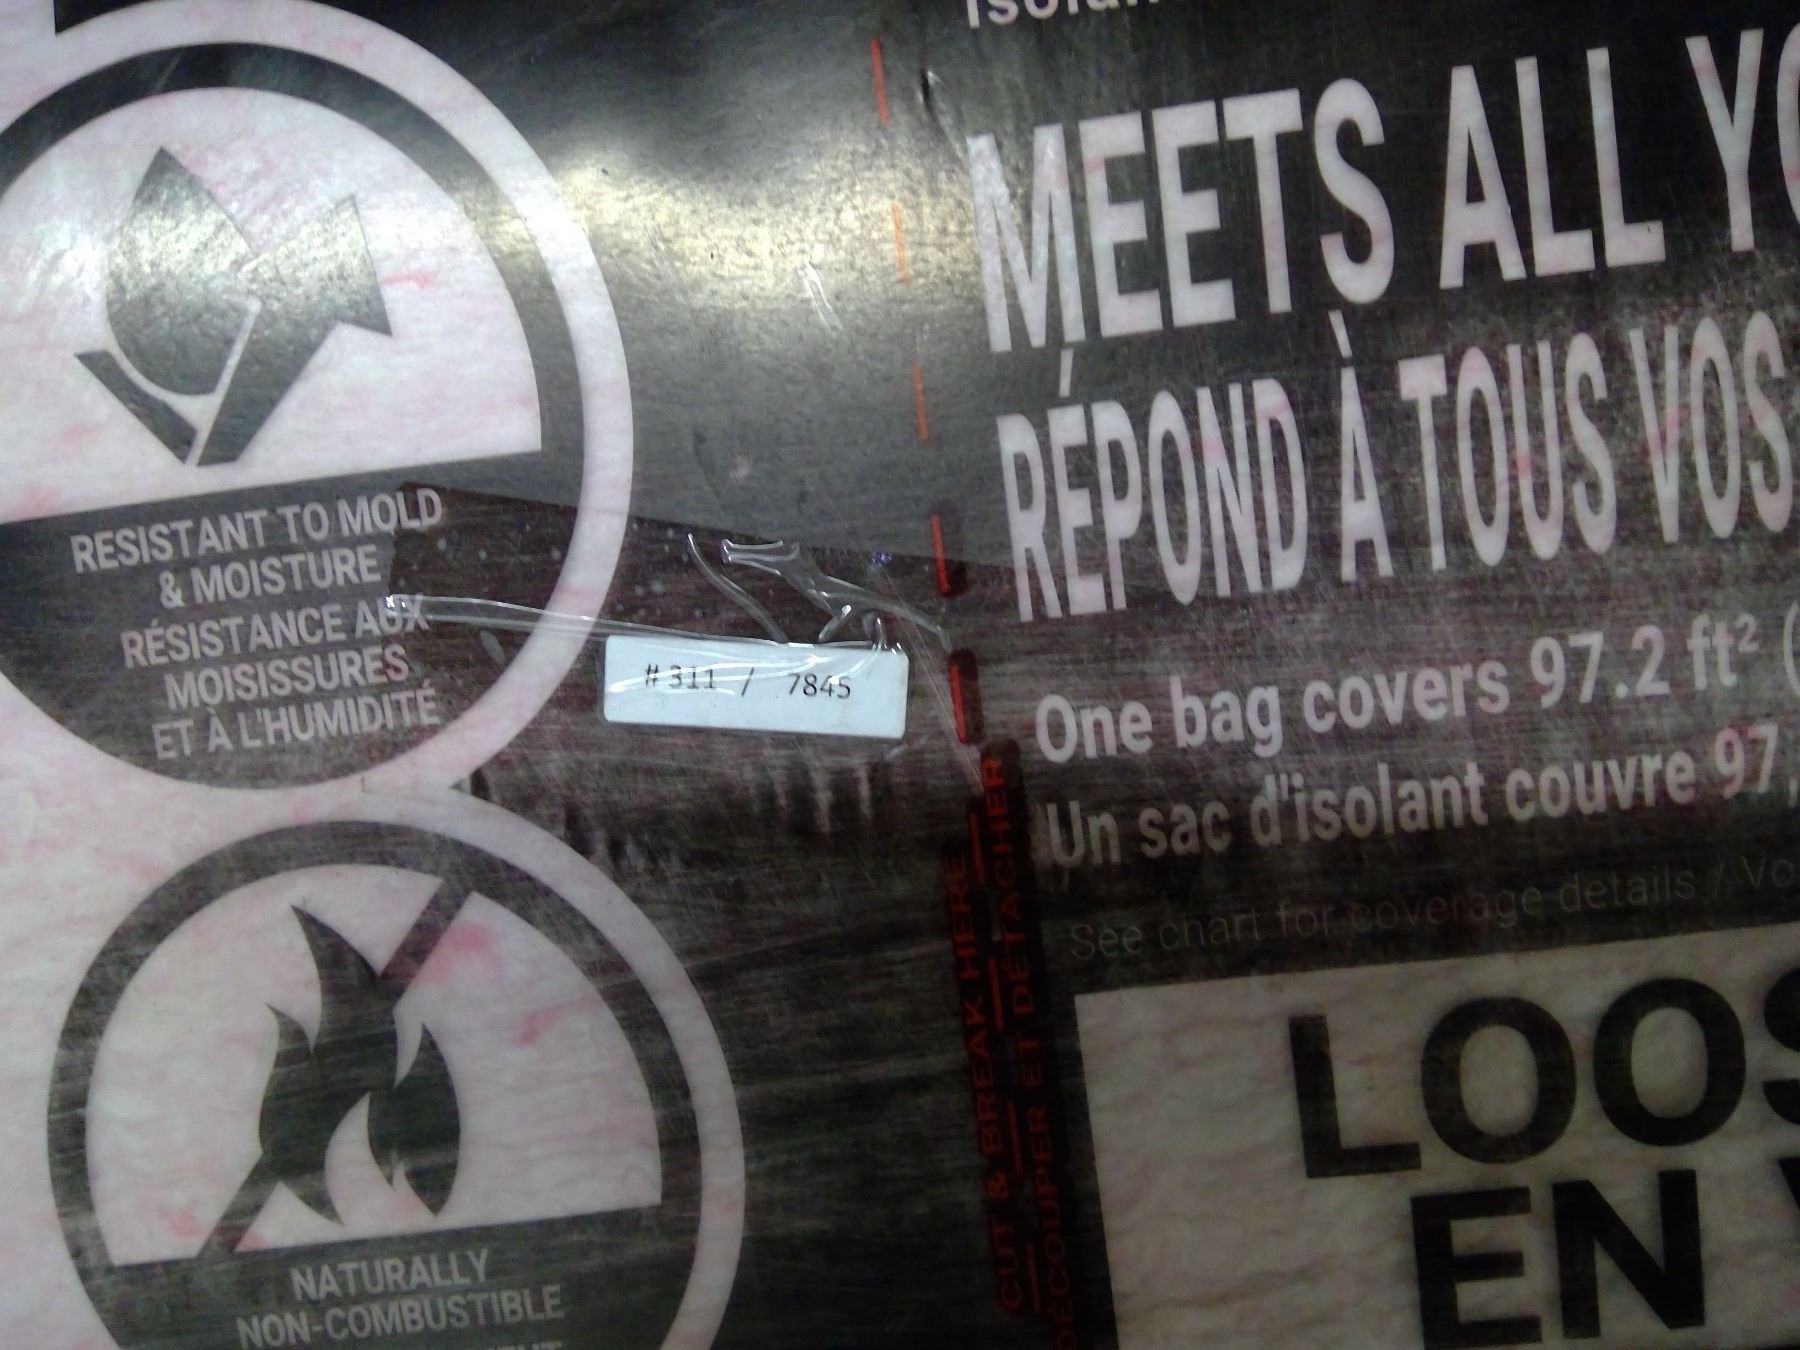 RESISTANT TO MOLD
& MOISTURE
RÉSISTANCE AUX
MOISISSURES
ET À L'HUMIDITÉ
NATURALLY
NON-COMBUSTIBLE
#311 / 7845
CUT & BREAK HERE
DÉCOUPER ET DÉTACHER
MEETS ALL
RÉPOND À TOUS VOS
One bag covers 97.2 ft² (
Un sac d'isolant couvre 97,
See chart for coverage details /
EN